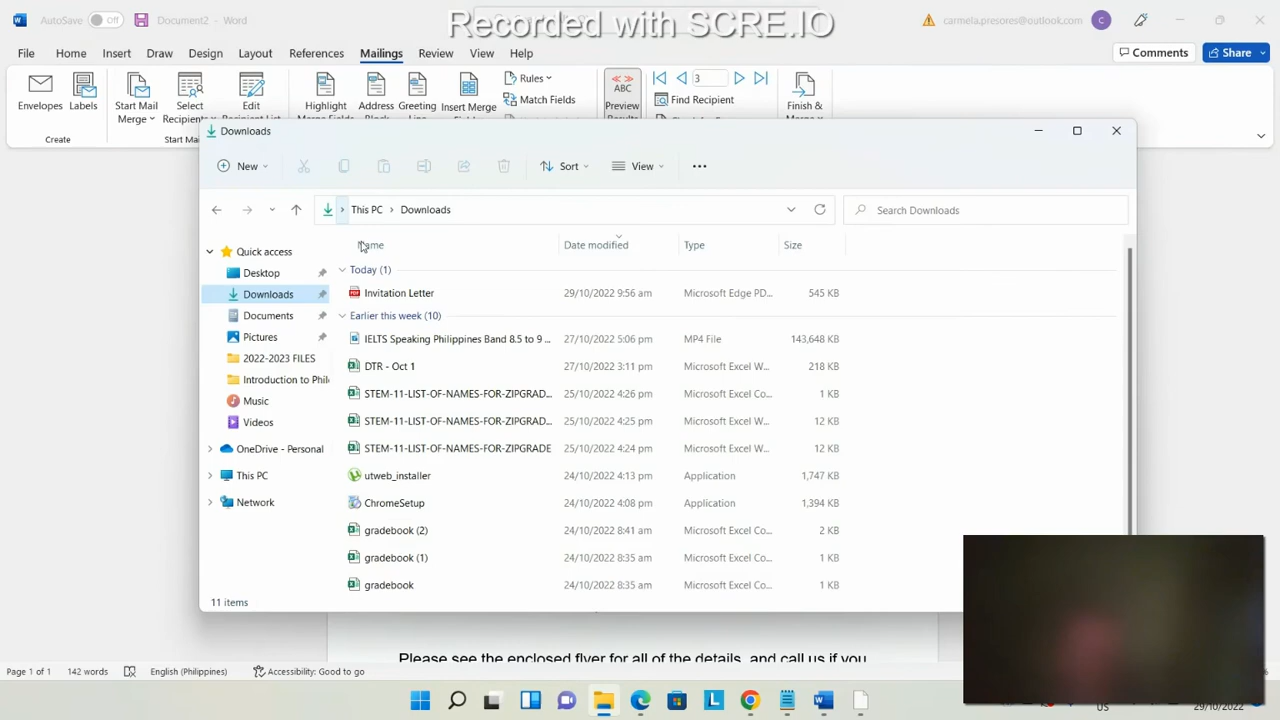 AutoSave Off Document2 - Word carmela.presores@outlook.com C
Recorded with SCRE.IO
File Home Insert Draw Design Layout References Mailings Review View Help Comments Share
Envelopes Labels Start Mail Merge Select Recipients Edit Highlight Address Greeting Insert Merge Rules Match Fields ABC Preview 3 Find Recipient Finish &
Create Start
Downloads
New Sort View
This PC > Downloads Search Downloads
Name Date modified Type Size
Quick access
Desktop
Downloads
Documents
Pictures
2022-2023 FILES
Introduction to Phil
Music
Videos
OneDrive - Personal
This PC
Network
Today (1)
Invitation Letter 29/10/2022 9:56 am Microsoft Edge PD... 545 KB
Earlier this week (10)
IELTS Speaking Philippines Band 8.5 to 9 ... 27/10/2022 5:06 pm MP4 File 143,648 KB
DTR - Oct 1 27/10/2022 3:11 pm Microsoft Excel W... 218 KB
STEM-11-LIST-OF-NAMES-FOR-ZIPGRAD... 25/10/2022 4:26 pm Microsoft Excel Co... 1 KB
STEM-11-LIST-OF-NAMES-FOR-ZIPGRAD... 25/10/2022 4:25 pm Microsoft Excel W... 12 KB
STEM-11-LIST-OF-NAMES-FOR-ZIPGRADE 25/10/2022 4:24 pm Microsoft Excel W... 12 KB
utweb_installer 24/10/2022 4:13 pm Application 1,747 KB
ChromeSetup 24/10/2022 4:08 pm Application 1,394 KB
gradebook (2) 24/10/2022 8:41 am Microsoft Excel Co... 2 KB
gradebook (1) 24/10/2022 8:35 am Microsoft Excel Co... 1 KB
gradebook 24/10/2022 8:35 am Microsoft Excel Co... 1 KB
11 items
Please see the enclosed flyer for all of the details, and call us if you
Page 1 of 1 142 words English (Philippines) Accessibility: Good to go
US 29/10/2022